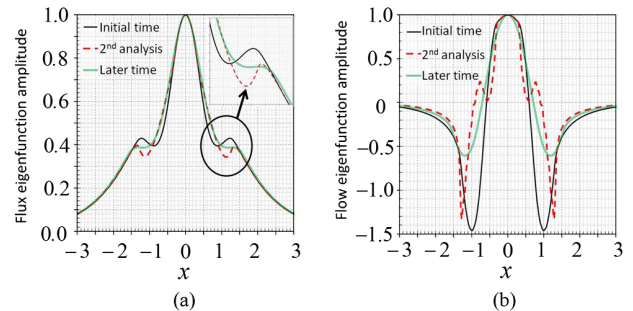 Initial time
2nd analysis
Later time
Flux eigenfunction amplitude
1.0
0.8
0.6
0.4
0.2
0.0
−3 −2 −1 0 1 2 3
x
(a)
Initial time
2nd analysis
Later time
Flow eigenfunction amplitude
1.0
0.5
0
−0.5
−1.0
−1.5
−3 −2 −1 0 1 2 3
x
(b)